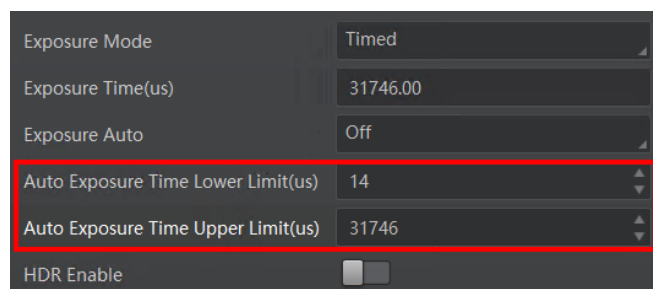 Exposure Mode Timed
Exposure Time(us) 31746.00
Exposure Auto Off
Auto Exposure Time Lower Limit(us) 14
Auto Exposure Time Upper Limit(us) 31746
HDR Enable